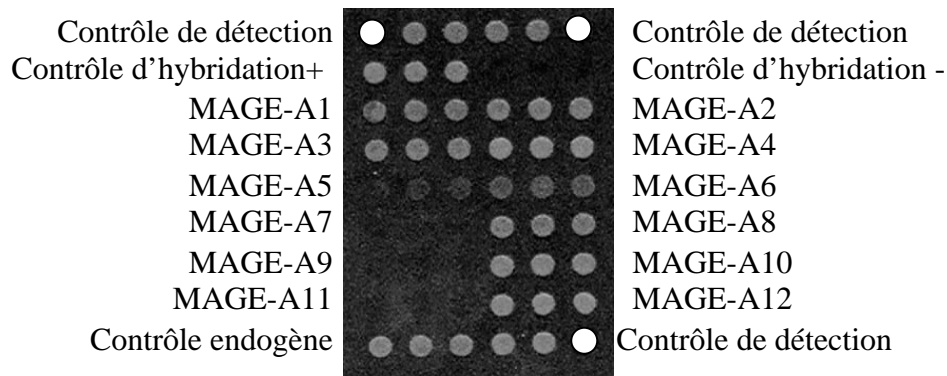 Contrôle de détection Contrôle de détection
Contrôle d’hybridation+ Contrôle d’hybridation -
MAGE-A1 MAGE-A2
MAGE-A3 MAGE-A4
MAGE-A5 MAGE-A6
MAGE-A7 MAGE-A8
MAGE-A9 MAGE-A10
MAGE-A11 MAGE-A12
Contrôle endogène Contrôle de détection